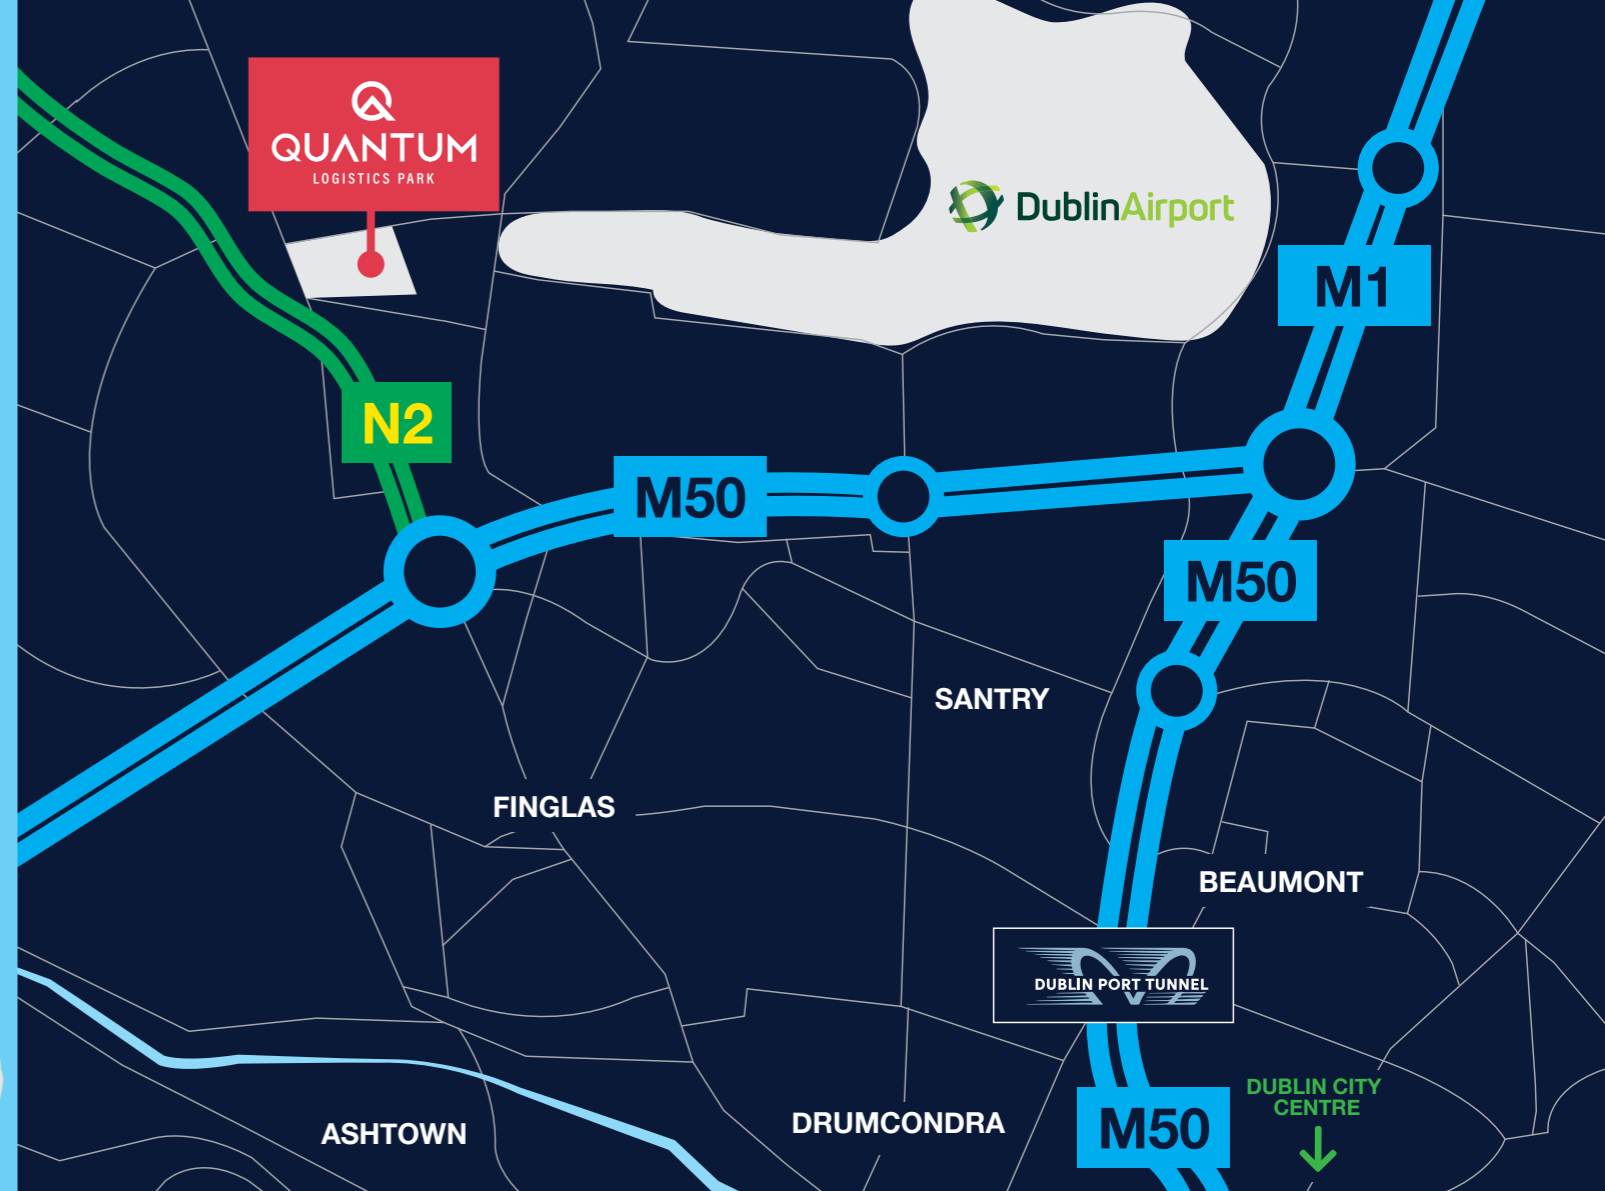 QUANTUM
LOGISTICS PARK
DublinAirport
M1
N2
M50
M50
SANTRY
FINGLAS
BEAUMONT
DUBLIN PORT TUNNEL
DUBLIN CITY
CENTRE
DRUMCONDRA
M50
ASHTOWN